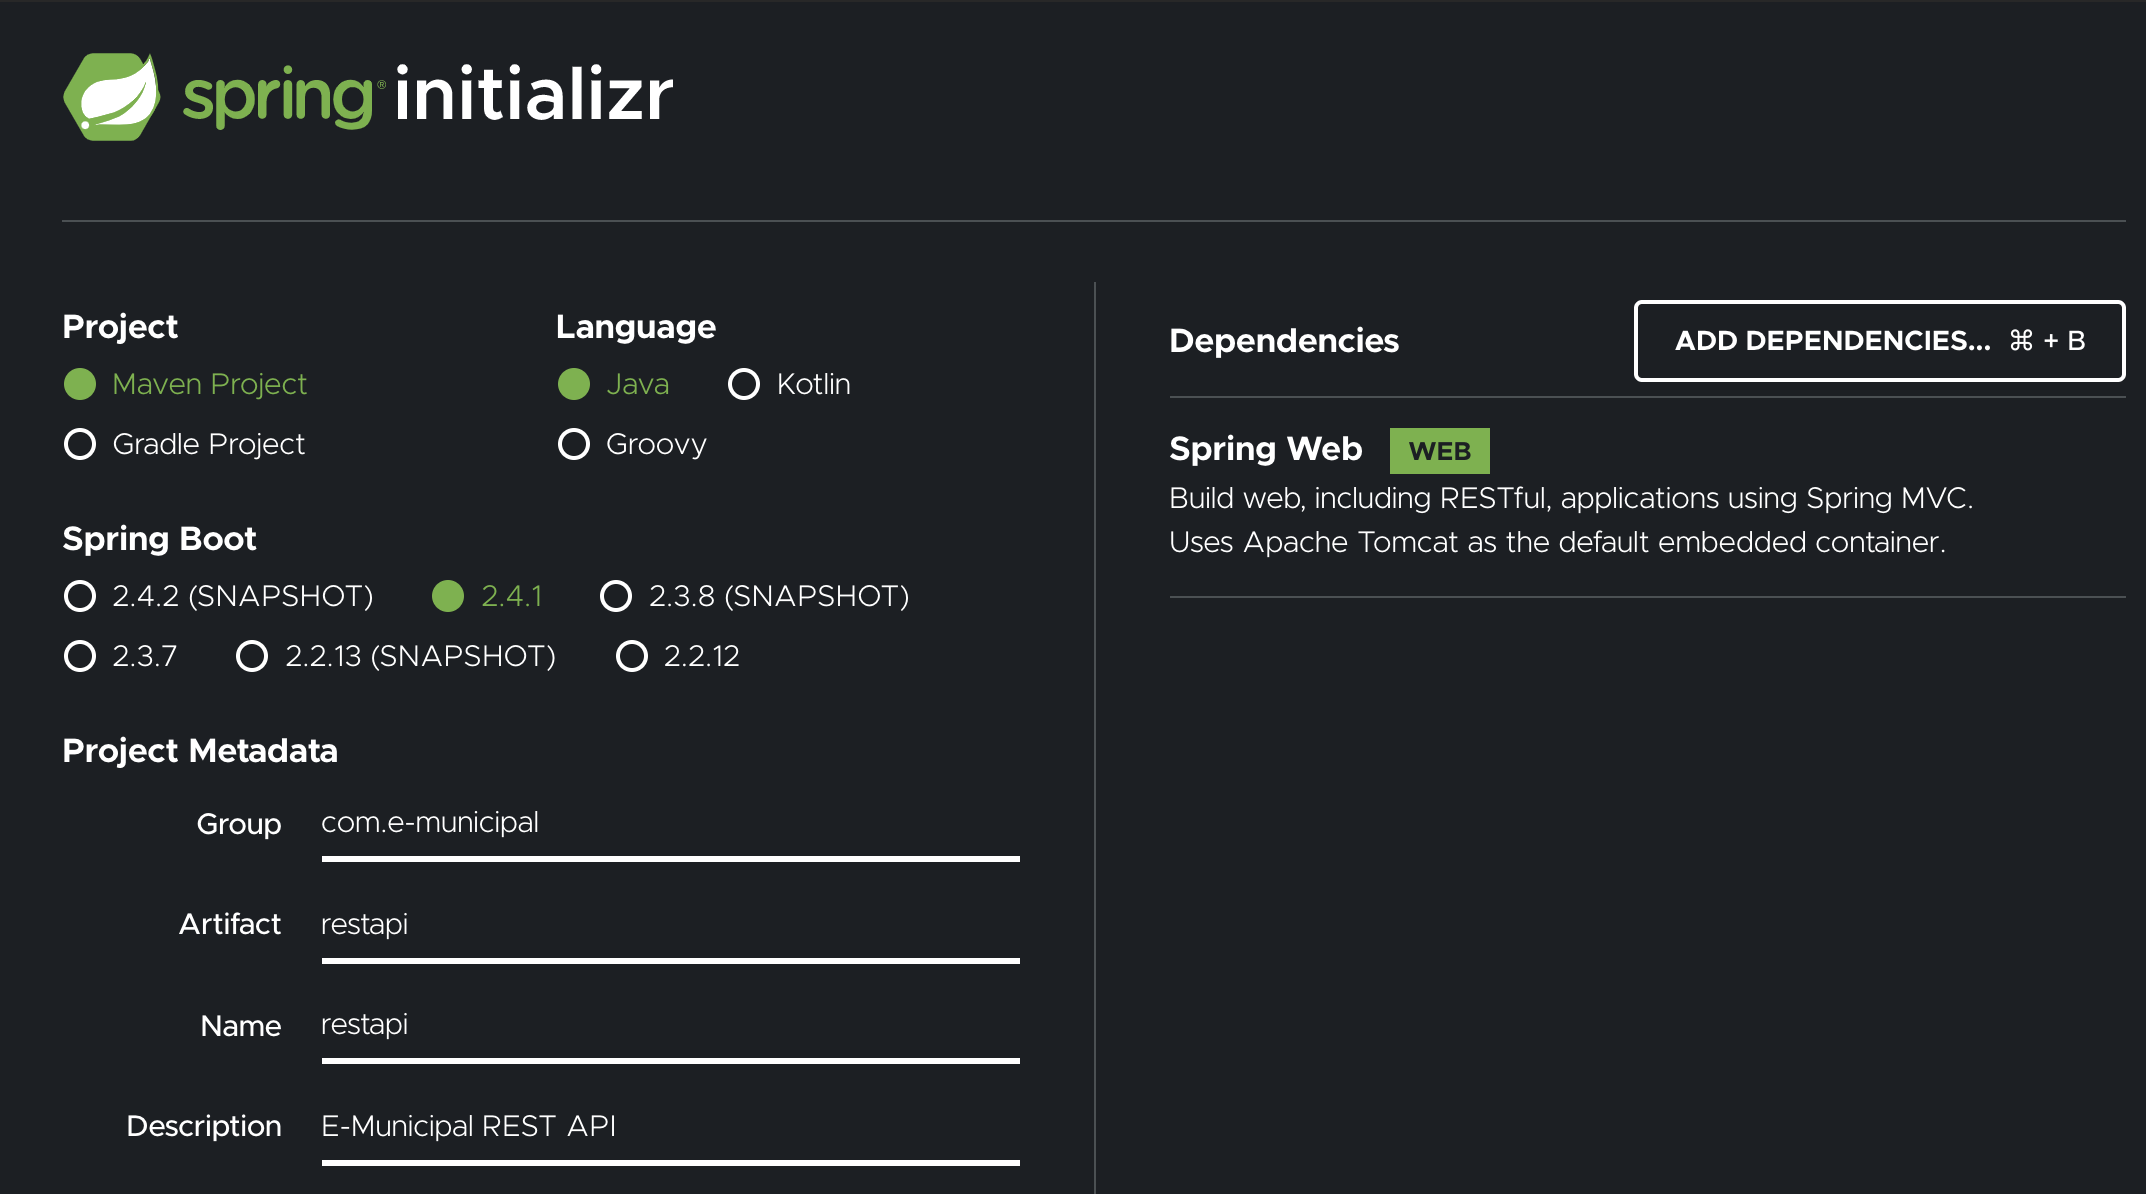 spring® initializr
Project
Maven Project
Gradle Project
Language
Java Kotlin
Groovy
Spring Boot
2.4.2 (SNAPSHOT) 2.4.1 2.3.8 (SNAPSHOT)
2.3.7 2.2.13 (SNAPSHOT) 2.2.12
Project Metadata
Group com.e-municipal
Artifact restapi
Name restapi
Description E-Municipal REST API
Dependencies ADD DEPENDENCIES... ⌘ + B
Spring Web WEB
Build web, including RESTful, applications using Spring MVC.
Uses Apache Tomcat as the default embedded container.